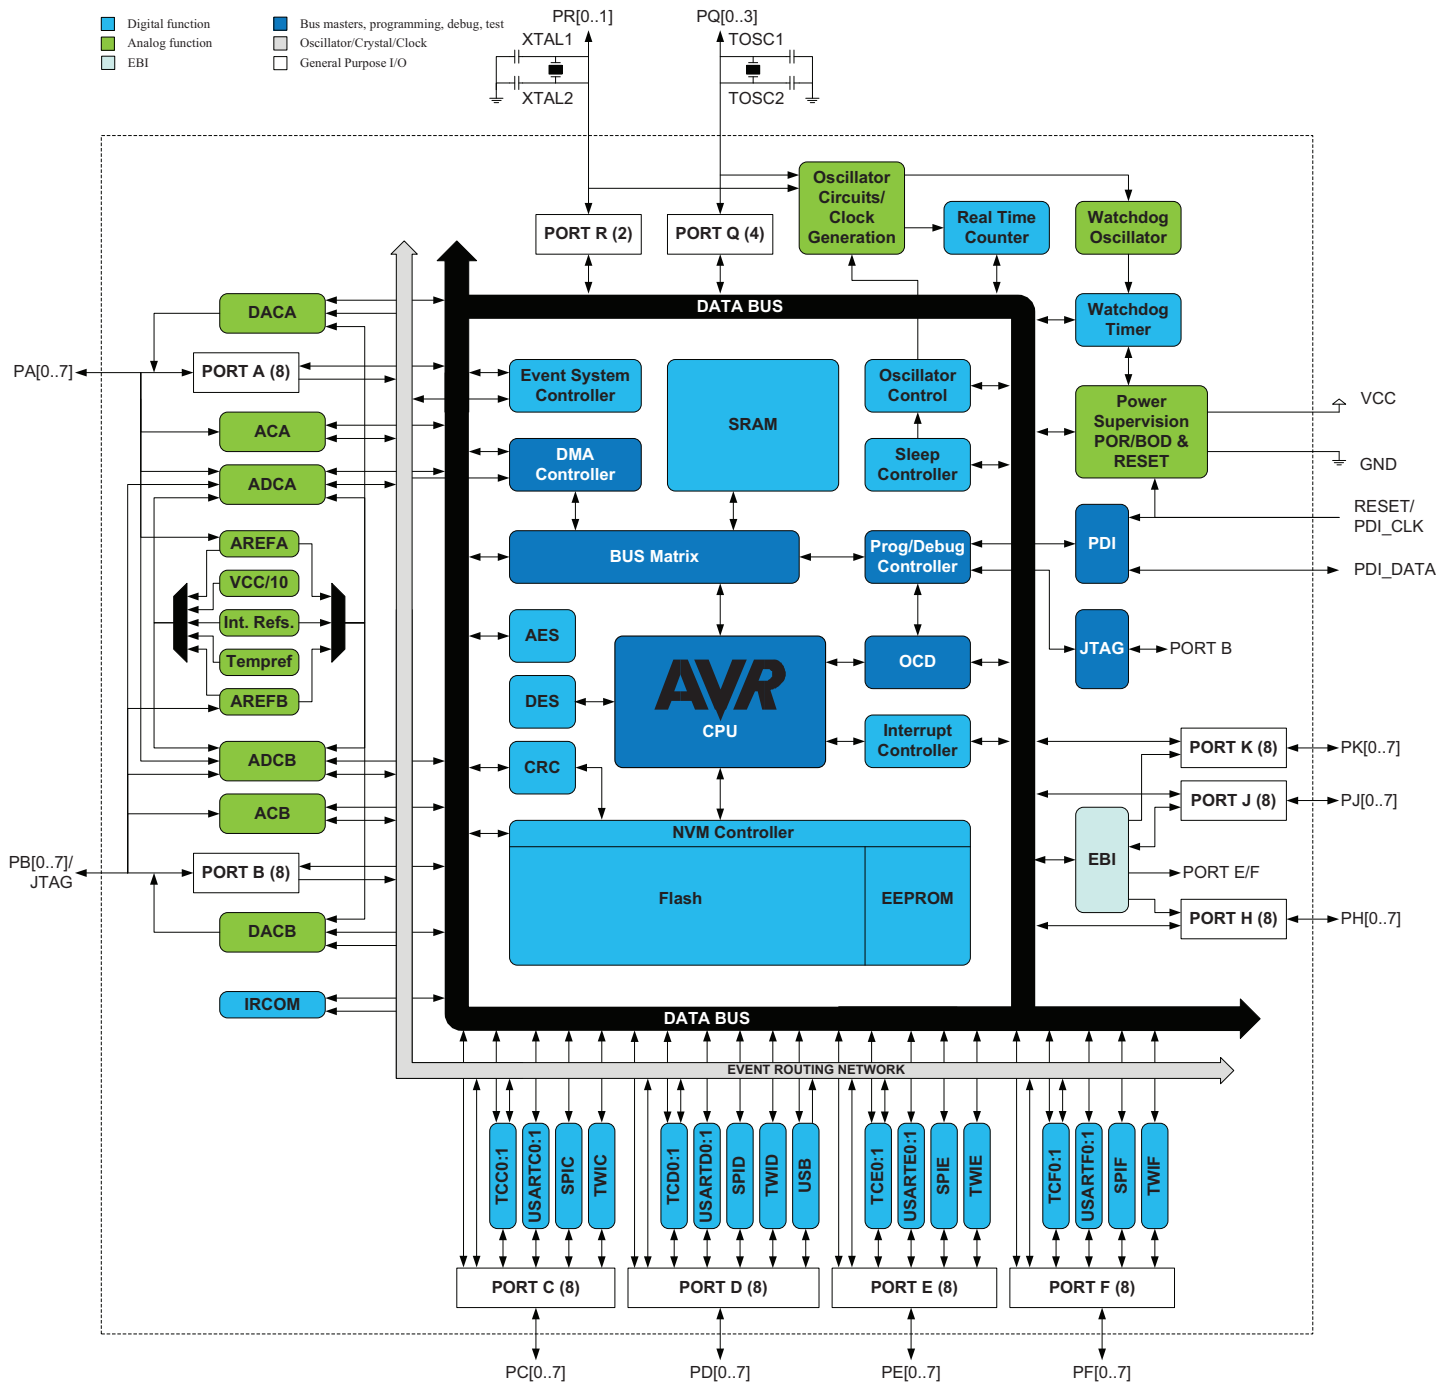 PR[0..1]
PQ[0..3]
Digital function
Bus masters, programming, debug, test
Analog function
Oscillator/Crystal/Clock
EBI
General Purpose I/O
XTAL1
TOSC1
XTAL2
TOSC2
Oscillator
Circuits/
Clock
Generation
PORT R (2)
PORT Q (4)
Real Time
Counter
Watchdog
Oscillator
DATA BUS
DACA
Watchdog
Timer
PA[0..7]
PORT A (8)
Event System
Controller
SRAM
Oscillator
Control
Power
Supervision
POR/BOD &
RESET
VCC
GND
ACA
DMA
Controller
Sleep
Controller
ADCA
RESET/
PDI_CLK
AREFA
BUS Matrix
Prog/Debug
Controller
PDI
PDI_DATA
VCC/10
Int. Refs.
AES
Tempref
AVR
CPU
OCD
JTAG
PORT B
AREFB
DES
Interrupt
Controller
PORT K (8)
PK[0..7]
ADCB
CRC
PORT J (8)
PJ[0..7]
ACB
NVM Controller
EBI
PB[0..7]/
JTAG
PORT B (8)
PORT E/F
Flash
EEPROM
PORT H (8)
PH[0..7]
DACB
IRCOM
DATA BUS
EVENT ROUTING NETWORK
TCC0:1
USARTC0:1
SPIC
TWIC
TCD0:1
USARTD0:1
SPID
TWID
USB
TCE0:1
USARTE0:1
SPIE
TWIE
TCF0:1
USARTF0:1
SPIF
TWIF
PORT C (8)
PORT D (8)
PORT E (8)
PORT F (8)
PC[0..7]
PD[0..7]
PE[0..7]
PF[0..7]